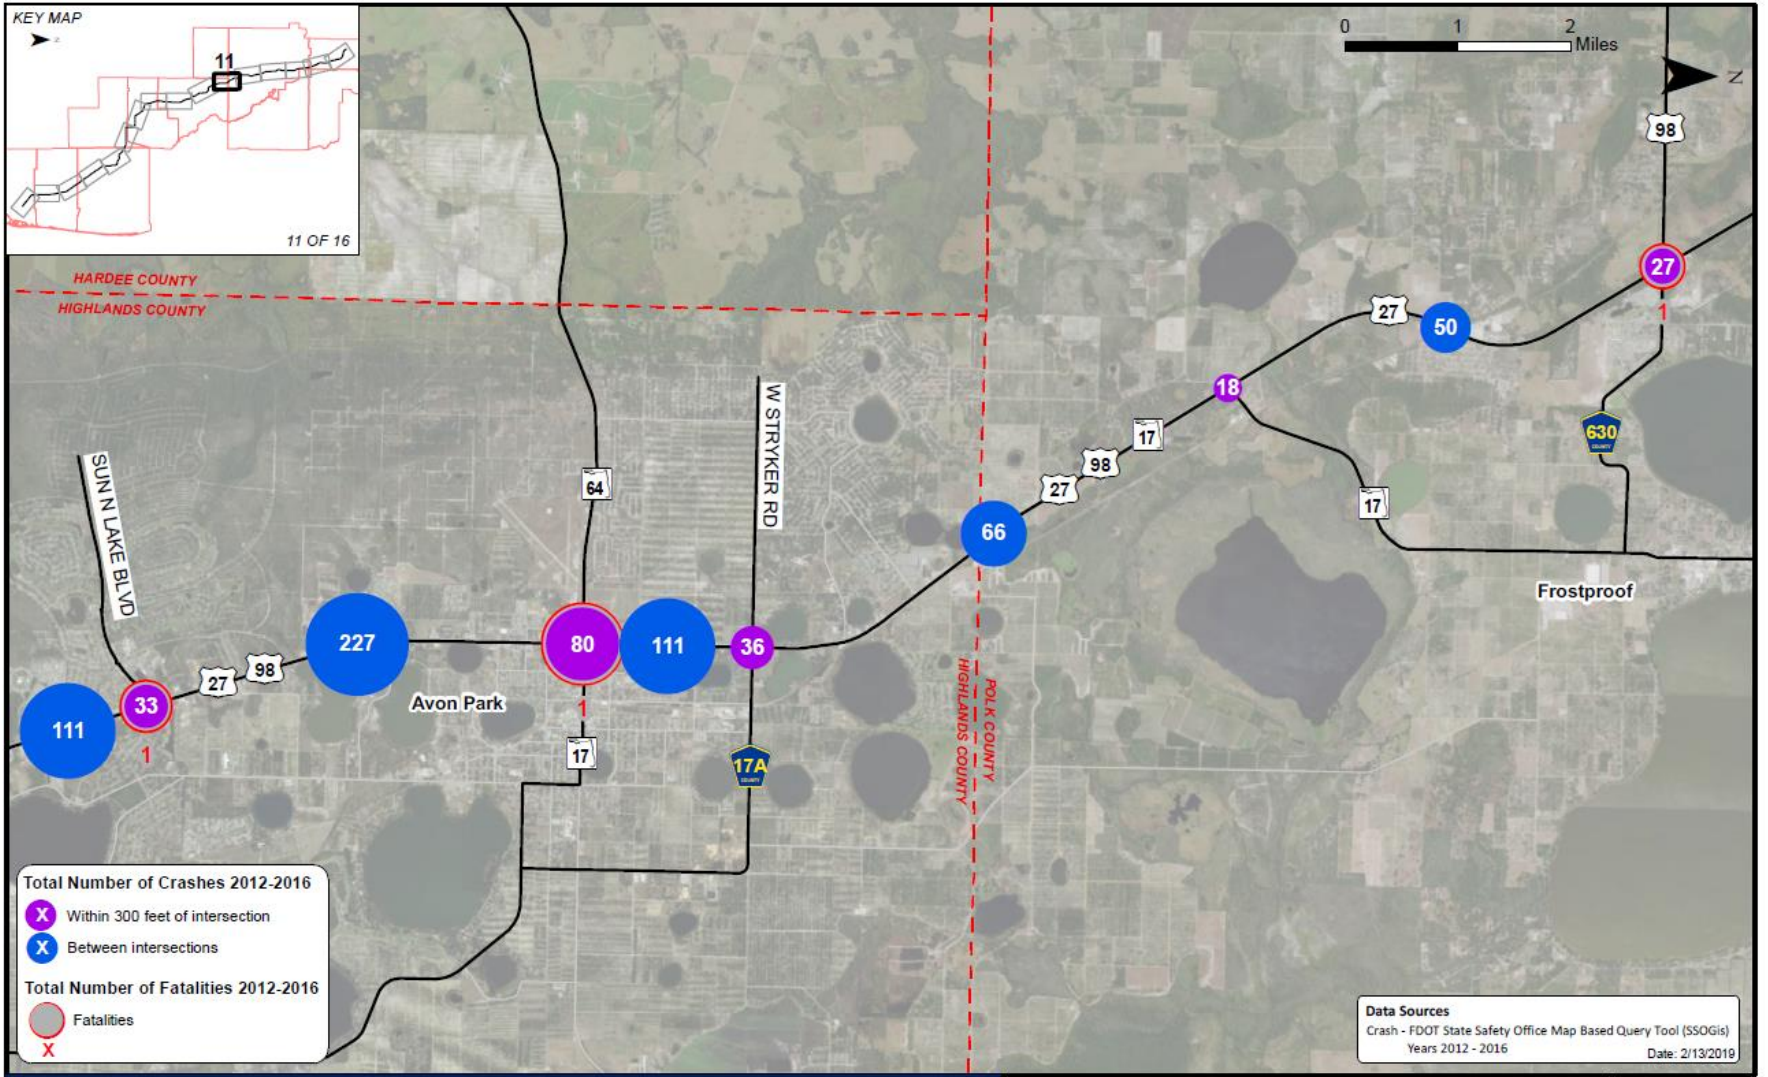 KEY MAP
N
11
11 OF 16
0 1 2
Miles
N
98
HARDEE COUNTY
HIGHLANDS COUNTY
27
1
27
50
18
630
COUNTY
W STRYKER RD
17
98
27
64
17
SUN N LAKE BLVD
66
Frostproof
227
80
111
36
98
27
Avon Park
33
111
1
1
17
17A
COUNTY
POLK COUNTY
HIGHLANDS COUNTY
Total Number of Crashes 2012-2016
X Within 300 feet of intersection
X Between intersections
Total Number of Fatalities 2012-2016
Fatalities
X
Data Sources
Crash - FDOT State Safety Office Map Based Query Tool (SSOGis)
Years 2012 - 2016
Date: 2/13/2019